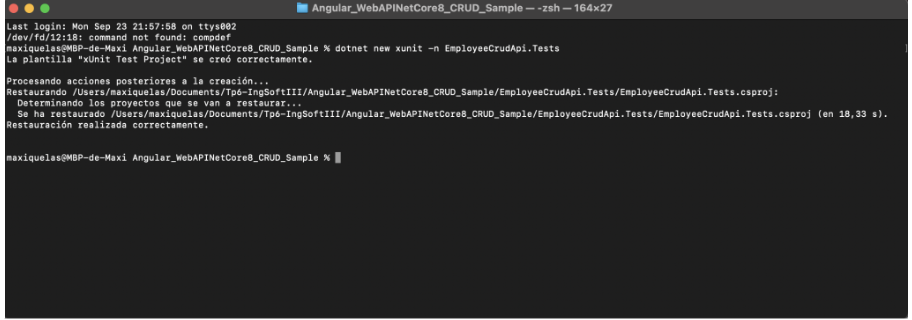 Angular_WebAPINetCore8_CRUD_Sample — -zsh — 164×27
Last login: Mon Sep 23 21:57:58 on ttys002
/dev/fd/12:18: command not found: compdef
maxiquelas@MBP-de-Maxi Angular_WebAPINetCore8_CRUD_Sample % dotnet new xunit -n EmployeeCrudApi.Tests
La plantilla "xUnit Test Project" se creó correctamente.
Procesando acciones posteriores a la creación...
Restaurando /Users/maxiquelas/Documents/Tp6-IngSoftIII/Angular_WebAPINetCore8_CRUD_Sample/EmployeeCrudApi.Tests/EmployeeCrudApi.Tests.csproj:
Determinando los proyectos que se van a restaurar...
Se ha restaurado /Users/maxiquelas/Documents/Tp6-IngSoftIII/Angular_WebAPINetCore8_CRUD_Sample/EmployeeCrudApi.Tests/EmployeeCrudApi.Tests.csproj (en 18,33 s).
Restauración realizada correctamente.
maxiquelas@MBP-de-Maxi Angular_WebAPINetCore8_CRUD_Sample %